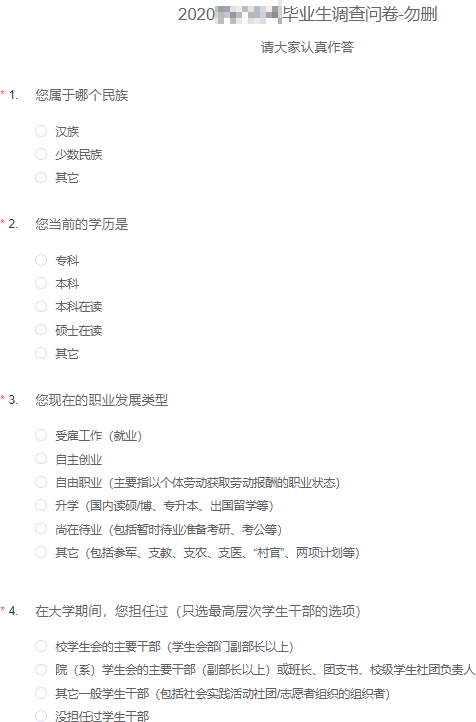 2020 毕业生调查问卷-勿删
请大家认真作答
* 1. 您属于哪个民族
汉族
少数民族
其它
* 2. 您当前的学历是
专科
本科
本科在读
硕士在读
其它
* 3. 您现在的职业发展类型
受雇工作（就业）
自主创业
自由职业（主要指以个体劳动获取劳动报酬的职业状态）
升学（国内读硕/博、专升本、出国留学等）
尚在待业（包括暂时待业准备考研、考公等）
其它（包括参军、支教、支农、支医、“村官”、两项计划等）
* 4. 在大学期间，您担任过（只选最高层次学生干部的选项）
校学生会的主要干部（学生会部门副部长以上）
院（系）学生会的主要干部（副部长以上）或班长、团支书、校级学生社团负责人
其它一般学生干部（包括社会实践活动社团/志愿者组织的组织者）
没担任过学生干部